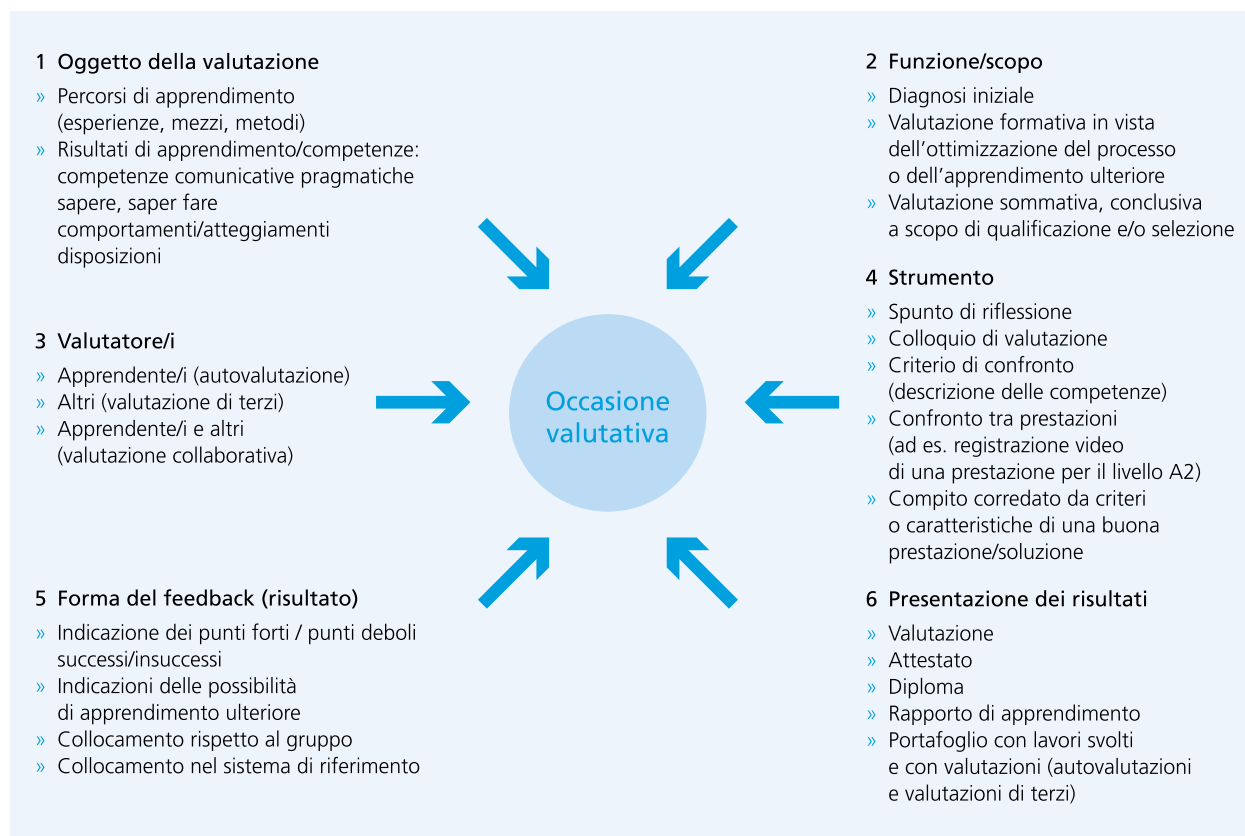 1 Oggetto della valutazione
» Percorsi di apprendimento
(esperienze, mezzi, metodi)
» Risultati di apprendimento/competenze:
competenze comunicative pragmatiche
sapere, saper fare
comportamenti/atteggiamenti
disposizioni
2 Funzione/scopo
» Diagnosi iniziale
» Valutazione formativa in vista
dell’ottimizzazione del processo
o dell’apprendimento ulteriore
» Valutazione sommativa, conclusiva
a scopo di qualificazione e/o selezione
3 Valutatore/i
» Apprendente/i (autovalutazione)
» Altri (valutazione di terzi)
» Apprendente/i e altri
(valutazione collaborativa)
Occasione
valutativa
4 Strumento
» Spunto di riflessione
» Colloquio di valutazione
» Criterio di confronto
(descrizione delle competenze)
» Confronto tra prestazioni
(ad es. registrazione video
di una prestazione per il livello A2)
» Compito corredato da criteri
o caratteristiche di una buona
prestazione/soluzione
5 Forma del feedback (risultato)
» Indicazione dei punti forti / punti deboli
successi/insuccessi
» Indicazioni delle possibilità
di apprendimento ulteriore
» Collocamento rispetto al gruppo
» Collocamento nel sistema di riferimento
6 Presentazione dei risultati
» Valutazione
» Attestato
» Diploma
» Rapporto di apprendimento
» Portafoglio con lavori svolti
e con valutazioni (autovalutazioni
e valutazioni di terzi)